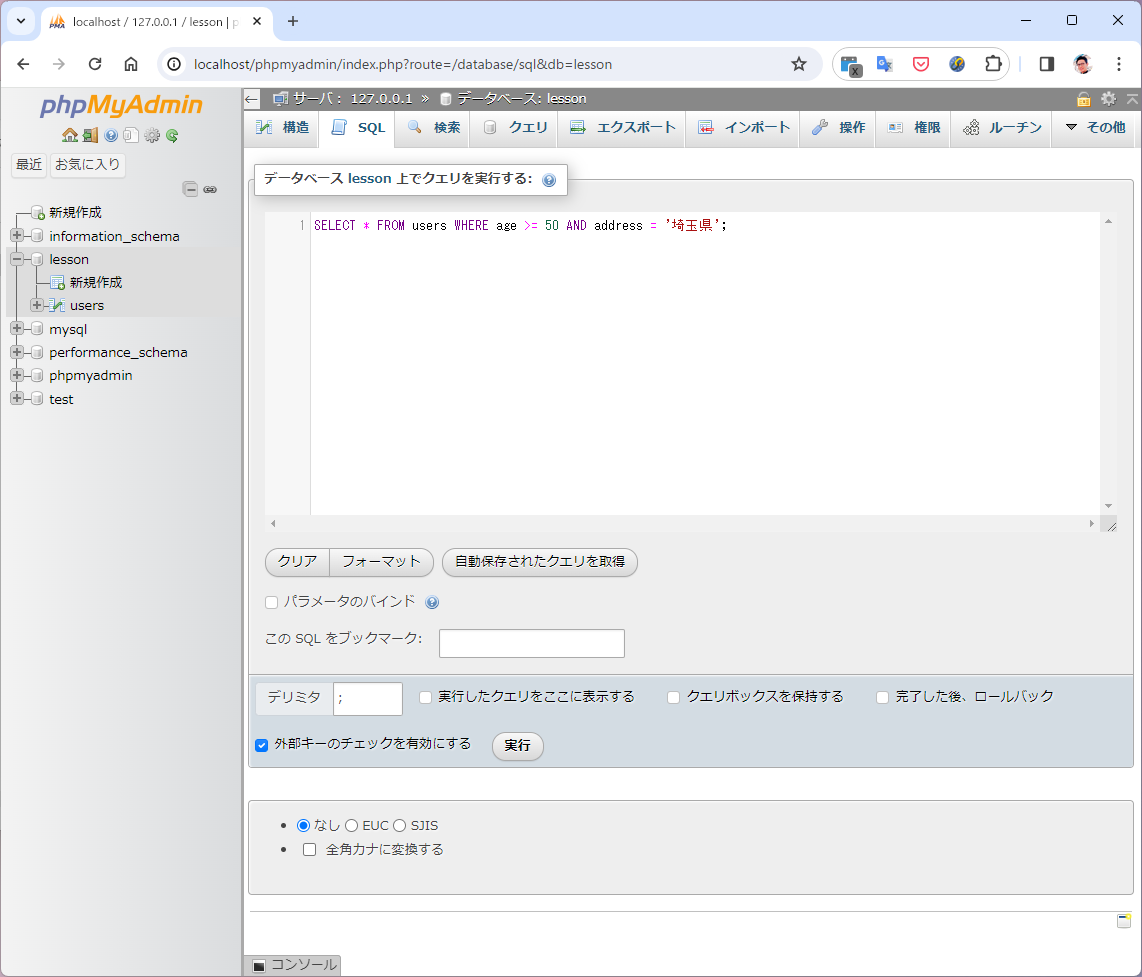 localhost / 127.0.0.1 / lesson | p
localhost/phpmyadmin/index.php?route=/database/sql&db=lesson
phpMyAdmin
最近 お気に入り
新規作成
information_schema
lesson
新規作成
users
mysql
performance_schema
phpmyadmin
test
サーバ: 127.0.0.1 » データベース: lesson
構造 SQL 検索 クエリ エクスポート インポート 操作 権限 ルーチン その他
データベース lesson 上でクエリを実行する:
1 SELECT * FROM users WHERE age >= 50 AND address = '埼玉県';
クリア フォーマット 自動保存されたクエリを取得
パラメータのバインド
この SQL をブックマーク:
デリミタ ; 実行したクエリをここに表示する クエリボックスを保持する 完了した後、ロールバック
外部キーのチェックを有効にする 実行
なし EUC SJIS
全角カナに変換する
コンソール